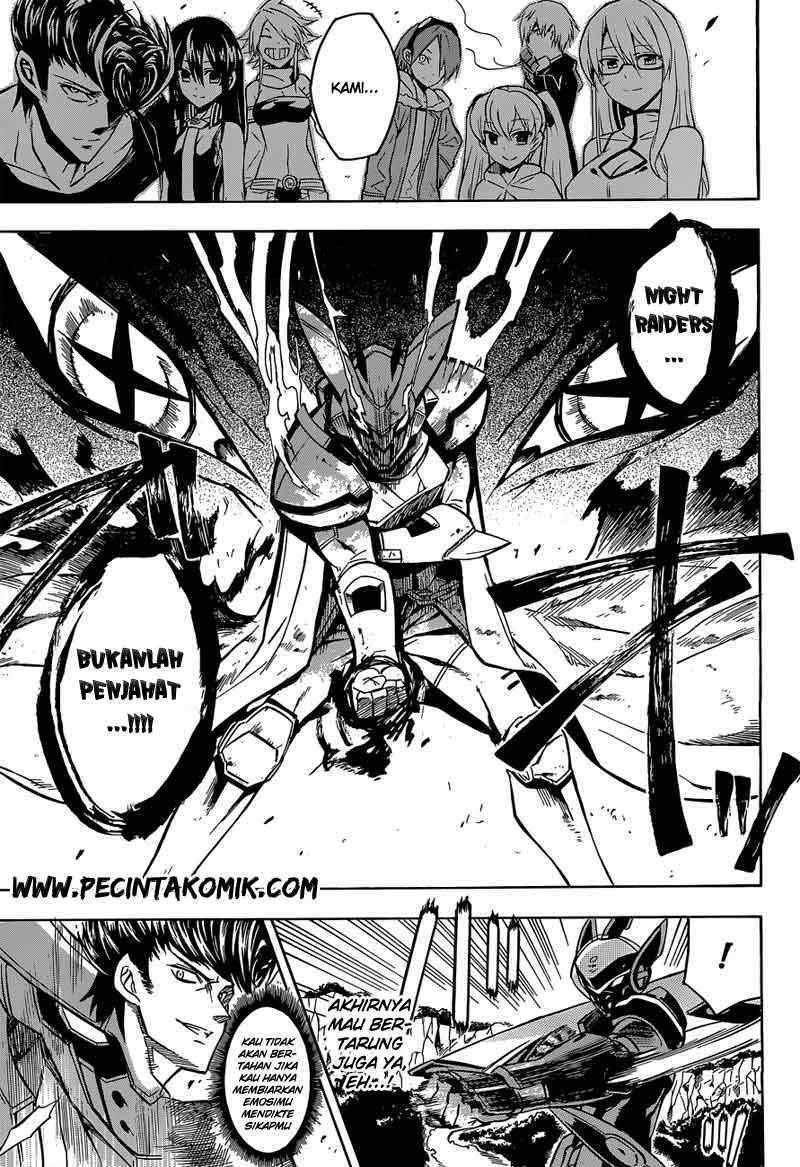 KAMI...
NIGHT
RAIDERS
...
BUKANLAH
PENJAHAT
...!!!!
WWW.PECINTAKOMIK.COM
!
AKHIRNYA
MAU BER-
TARUNG
JUGA YA,
EH...!
KAU TIDAK
AKAN BER-
TAHAN JIKA
KAU HANYA
MEMBIARKAN
EMOSIMU
MENDIKTE
SIKAPMU